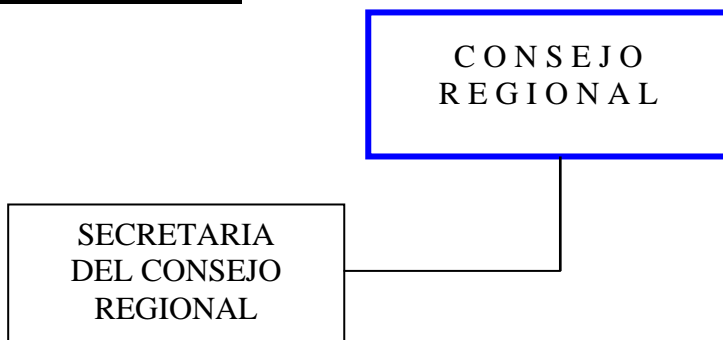 C O N S E J O
R E G I O N A L
SECRETARIA
DEL CONSEJO
REGIONAL